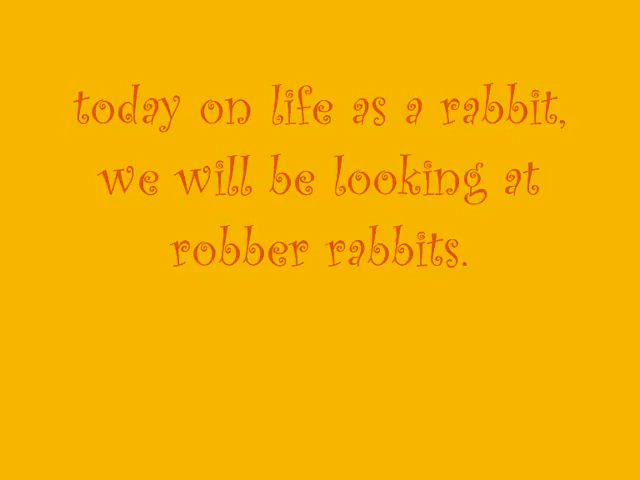 today on life as a rabbit,
we will be looking at
robber rabbits.